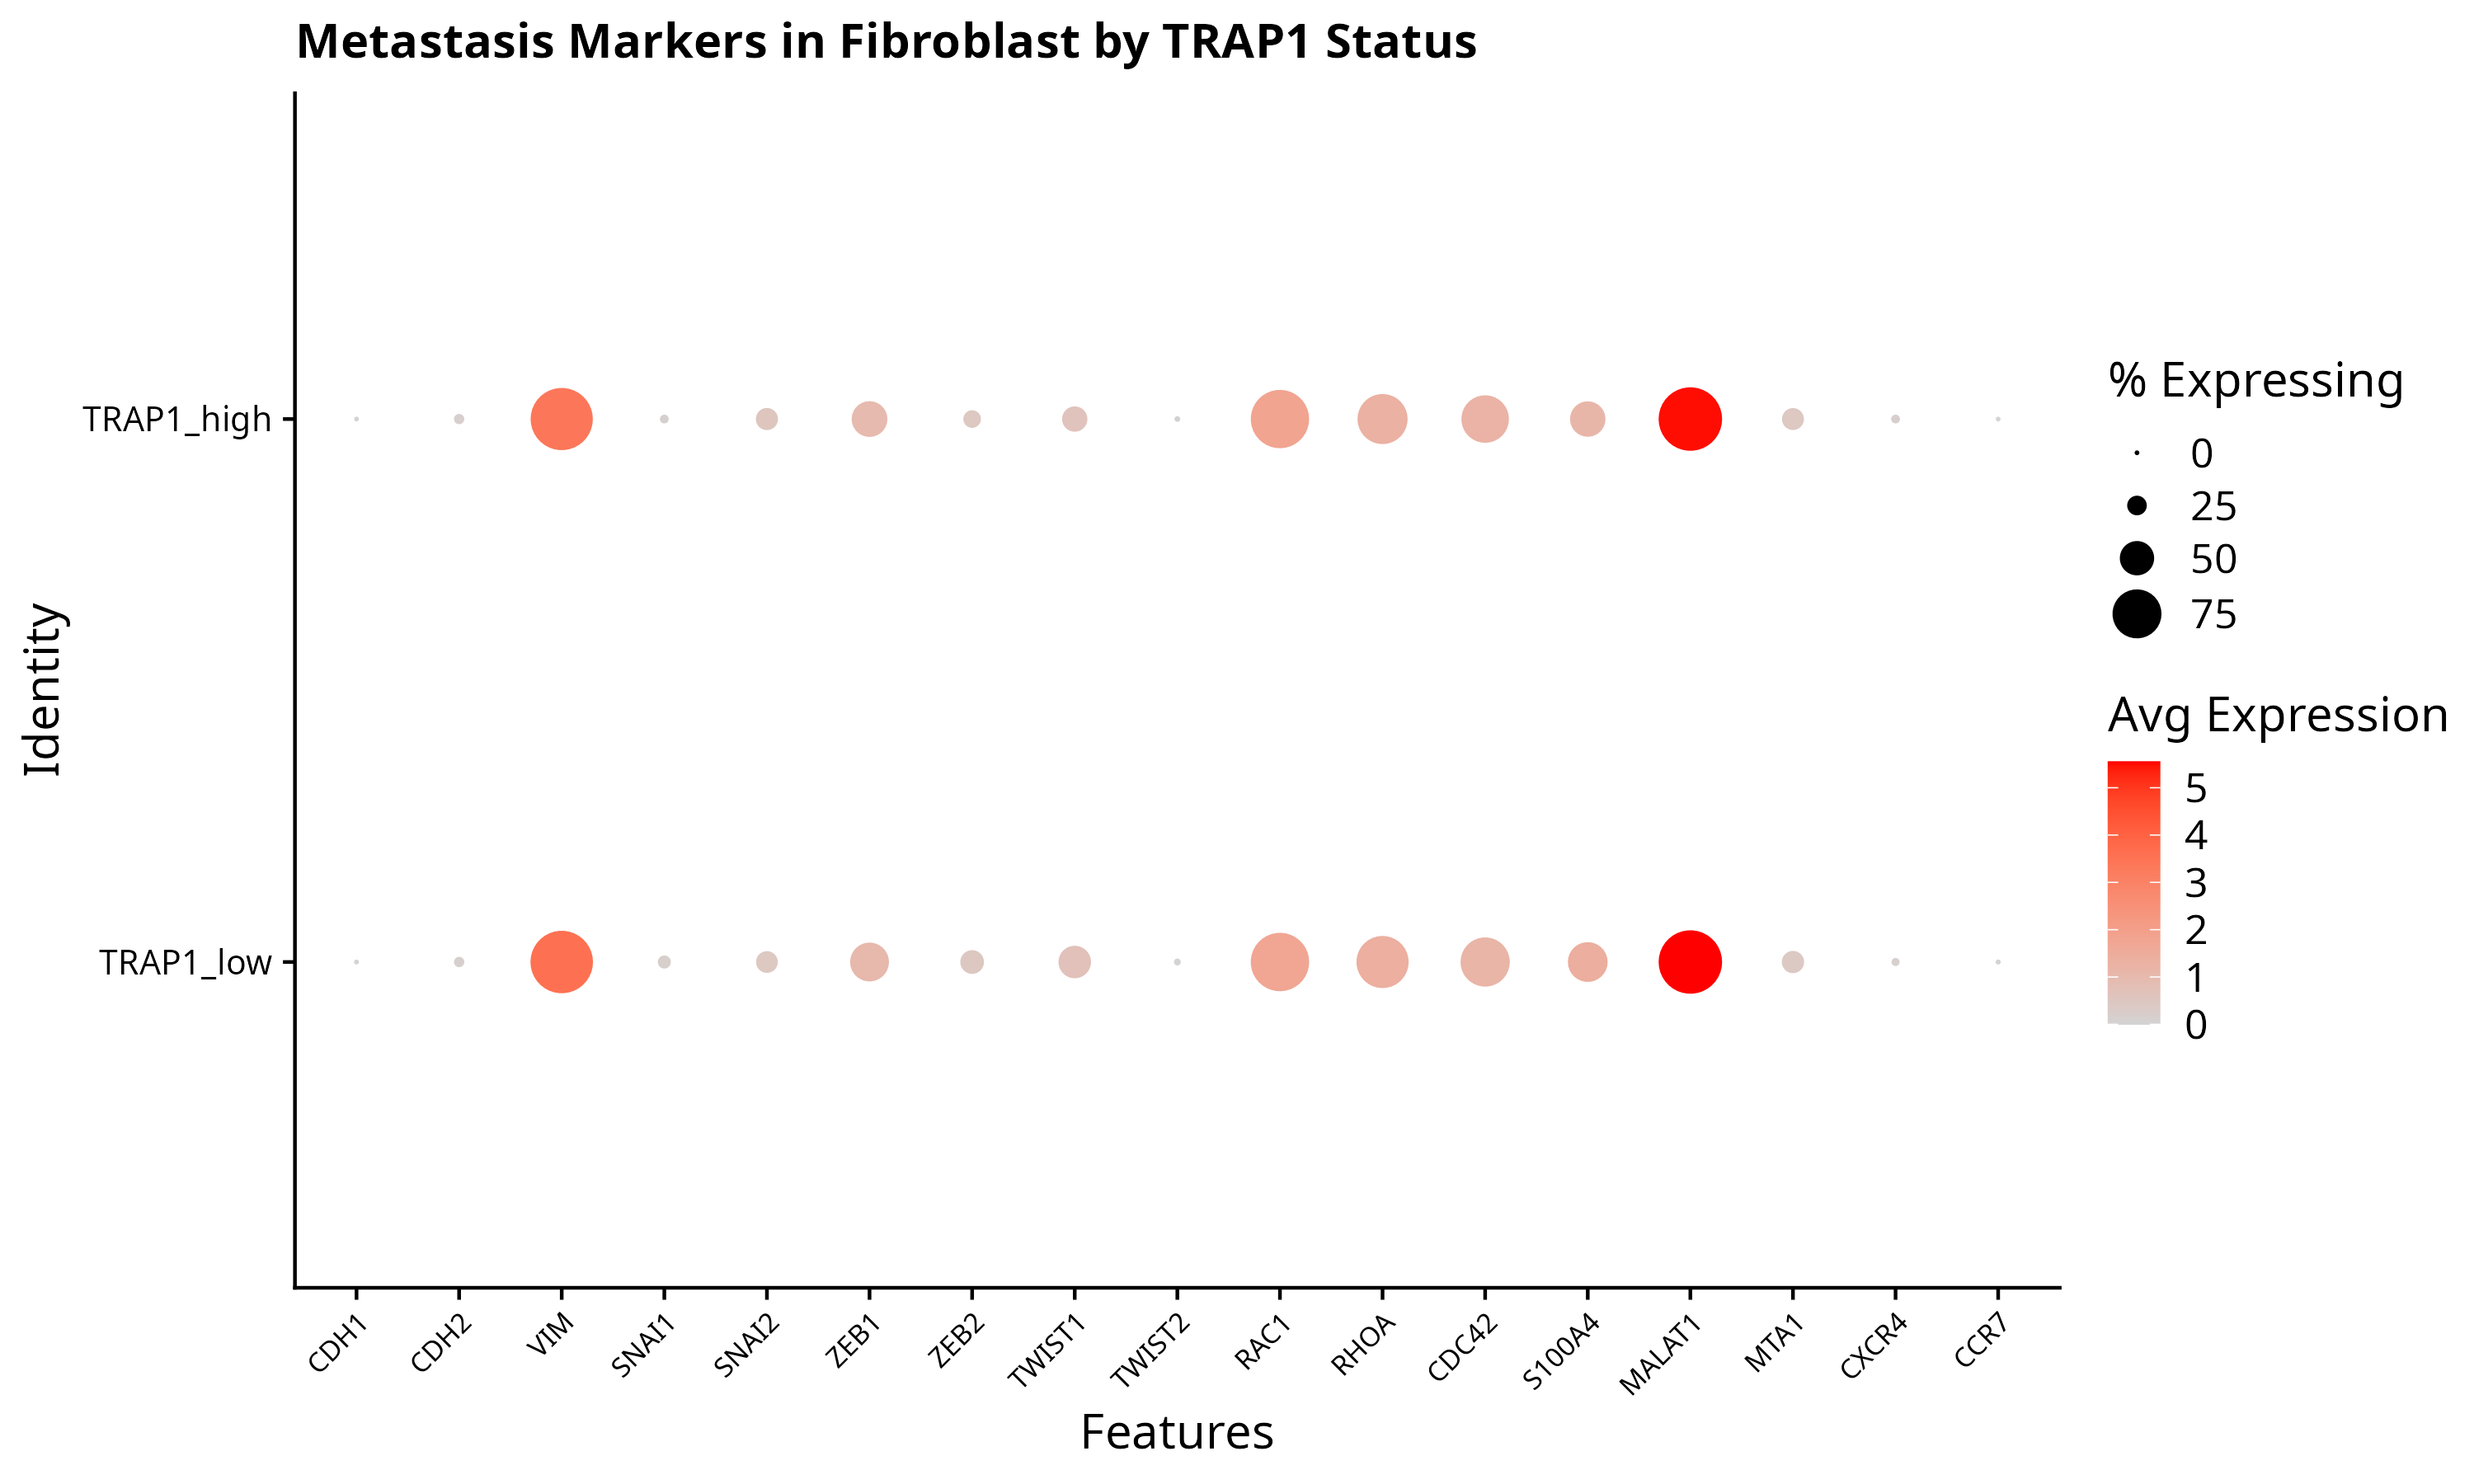 Metastasis Markers in Fibroblast by TRAP1 Status
Identity
TRAP1_high
TRAP1_low
CDH1
CDH2
VIM
SNAI1
SNAI2
ZEB1
ZEB2
TWIST1
TWIST2
RAC1
RHOA
CDC42
S100A4
MALAT1
MTA1
CXCR4
CCR7
Features
% Expressing
0
25
50
75
Avg Expression
5
4
3
2
1
0